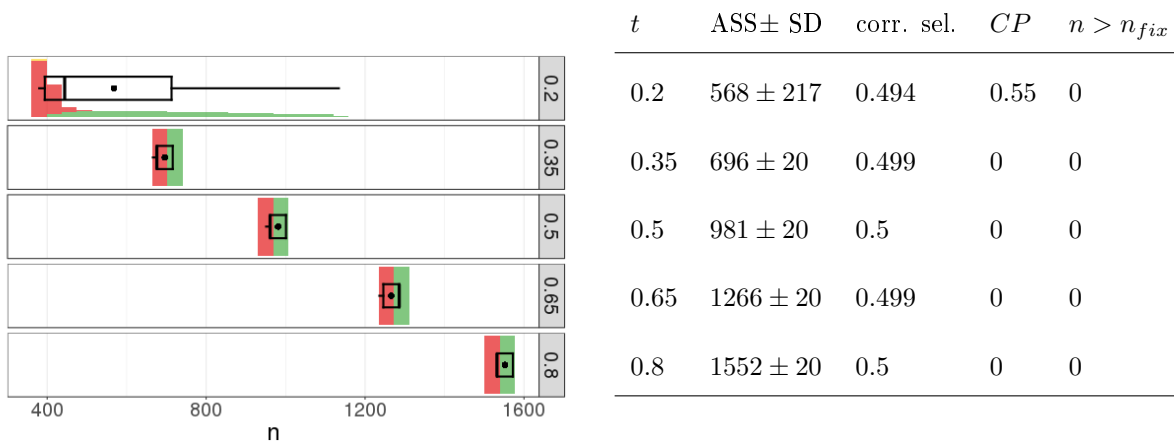 0.2
0.35
0.5
0.65
0.8
400 800 1200 1600
n
t ASS± SD corr. sel. CP n > n_fix
0.2 568 ± 217 0.494 0.55 0
0.35 696 ± 20 0.499 0 0
0.5 981 ± 20 0.5 0 0
0.65 1266 ± 20 0.499 0 0
0.8 1552 ± 20 0.5 0 0